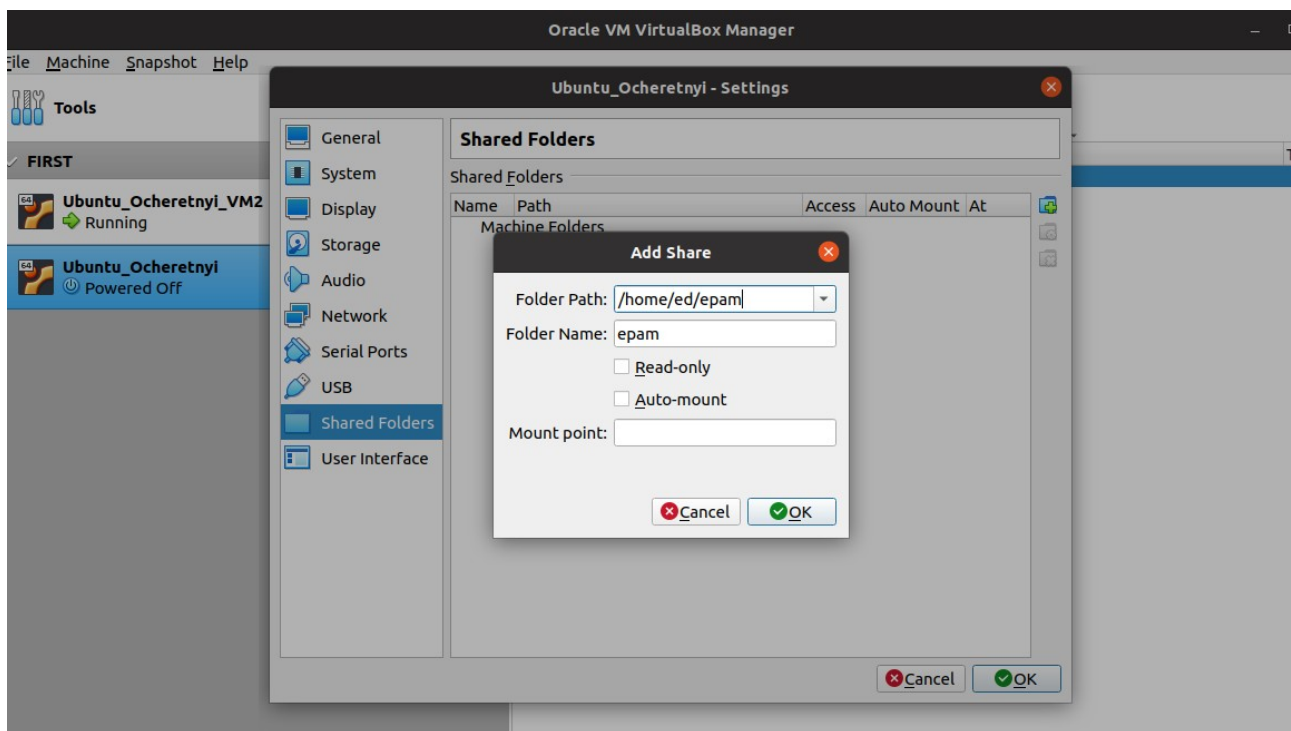 Oracle VM VirtualBox Manager
File Machine Snapshot Help
Tools
FIRST
64
Ubuntu_Ocheretnyi_VM2
Running
64
Ubuntu_Ocheretnyi
Powered Off
Ubuntu_Ocheretnyi - Settings
General
System
Display
Storage
Audio
Network
Serial Ports
USB
Shared Folders
User Interface
Shared Folders
Shared Folders
Name Path Access Auto Mount At
Machine Folders
Add Share
Folder Path: /home/ed/epam
Folder Name: epam
Read-only
Auto-mount
Mount point:
Cancel OK
Cancel OK